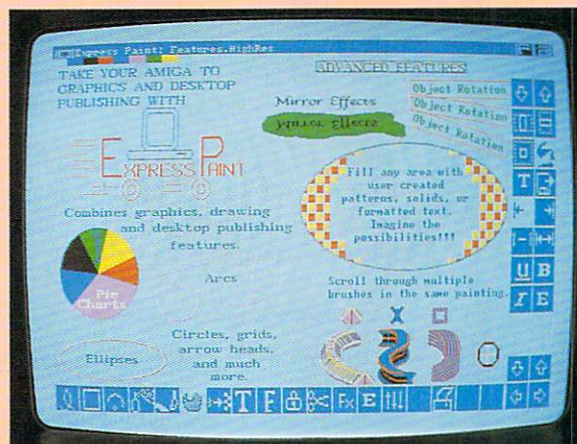 Express Paint: Features.HighRes
TAKE YOUR AMIGA TO
GRAPHICS AND DESKTOP
PUBLISHING WITH
EXPRESS PAINT
Combines graphics, drawing
and desktop publishing
features.
Pie
Charts
Arcs
Ellipses
Circles, grids,
arrow heads,
and much
more.
ADVANCED FEATURES
Mirror Effects
Mirror Effects
Object Rotation
Object Rotation
Object Rotation
Fill any area with
user created
patterns, solids, or
formatted text.
Imagine the
possibilities!!!
Scroll through multiple
brushes in the same painting.
T
U B
I E
T F Fx E